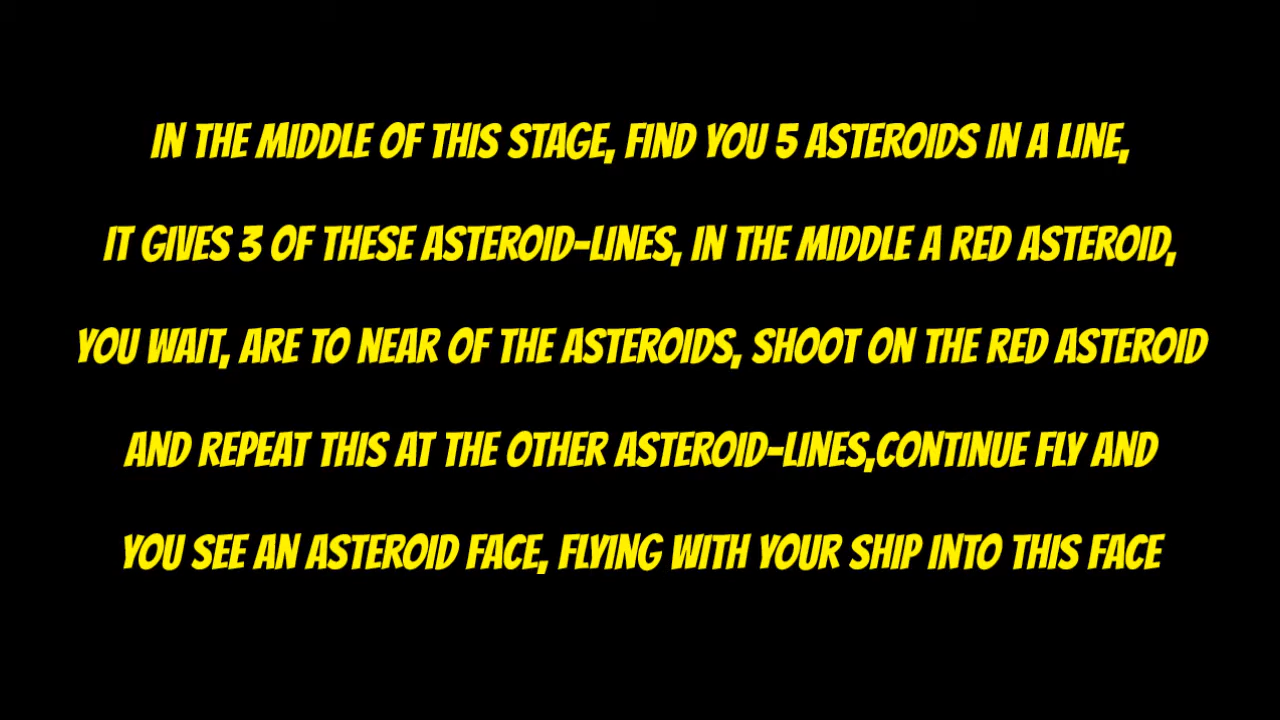 IN THE MIDDLE OF THIS STAGE, FIND YOU 5 ASTEROIDS IN A LINE,
IT GIVES 3 OF THESE ASTEROID-LINES, IN THE MIDDLE A RED ASTEROID,
YOU WAIT, ARE TO NEAR OF THE ASTEROIDS, SHOOT ON THE RED ASTEROID
AND REPEAT THIS AT THE OTHER ASTEROID-LINES,CONTINUE FLY AND
YOU SEE AN ASTEROID FACE, FLYING WITH YOUR SHIP INTO THIS FACE